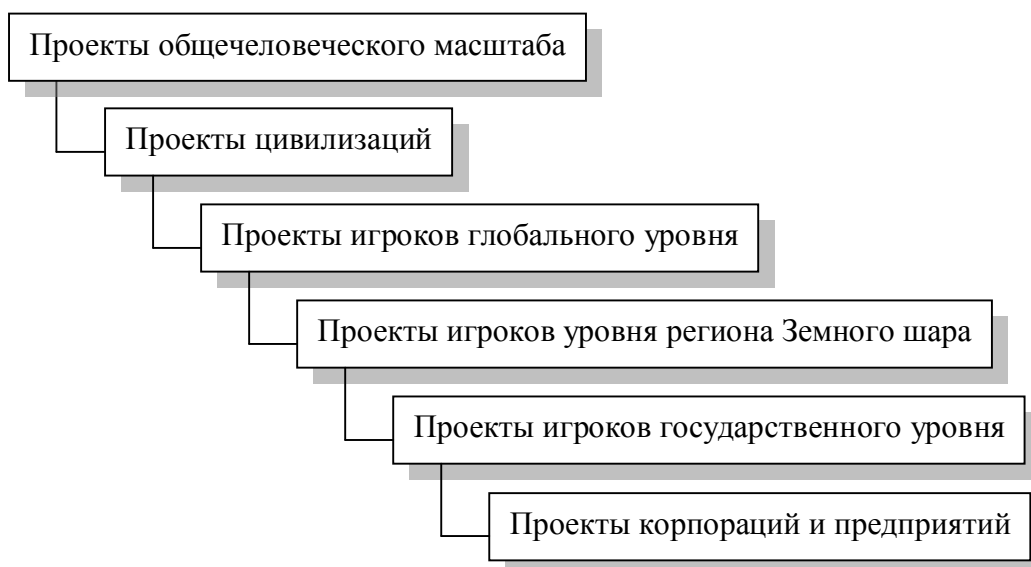 Проекты общечеловеческого масштаба
Проекты цивилизаций
Проекты игроков глобального уровня
Проекты игроков уровня региона Земного шара
Проекты игроков государственного уровня
Проекты корпораций и предприятий